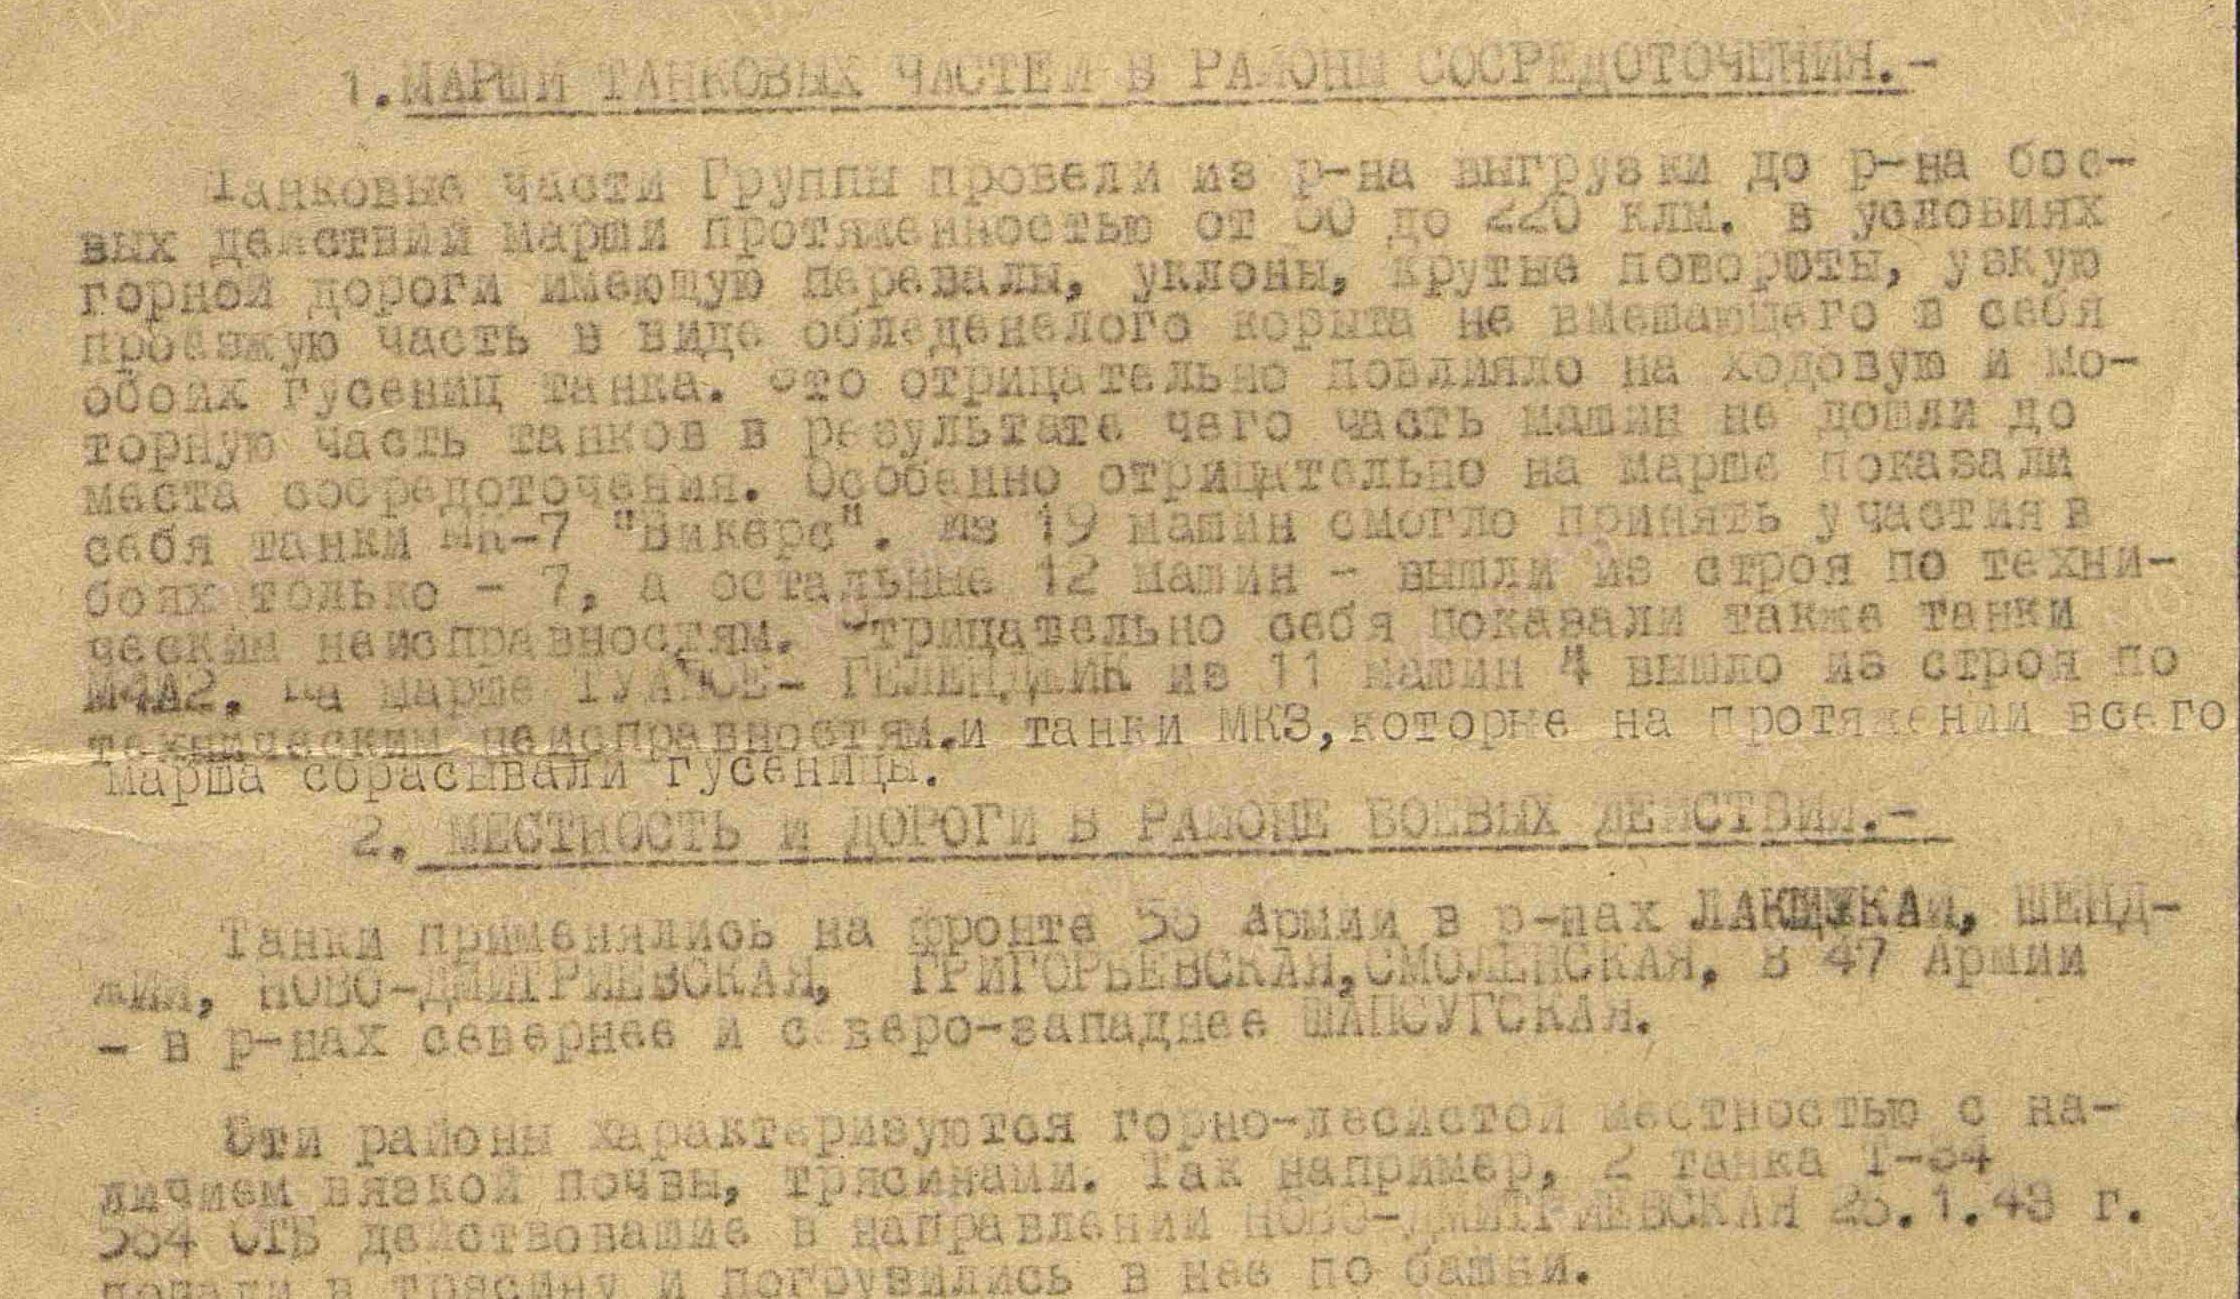 1. МАРШИ ТАНКОВЫХ ЧАСТЕЙ В РАЙОНЫ СОСРЕДОТОЧЕНИЯ.-
Танковые части Группы провели из р-на выгрузки до р-на бое-
вых действий марши протяженностью от до 220 клм. в условиях
горной дороги имеющую перевалы, уклоны, крутые повороты, узкую
проезжую часть в виде обледенелого корыта не вмещающего в себя
обоих гусениц танка. Это отрицательно повлияло на ходовую и мо-
торную часть танков в результате чего часть машин не дошли до
места сосредоточения. Особенно отрицательно на марше показали
себя танки МК-7 "Викерс". Из 19 машин смогло принять участия в
боях только - 7, а остальные 12 машин - вышли из строя по техни-
ческим неисправностям. Отрицательно себя показали также танки
М4А2. На марше ТУАПСЕ- ГЕЛЕНДЖИК из 11 машин 4 вышло из строя по
техническим неисправностям.и танки МК3, которые на протяжении всего
марша сбрасывали гусеницы.
2. МЕСТНОСТЬ И ДОРОГИ В РАЙОНЕ БОЕВЫХ ДЕЙСТВИЙ.-
Танки применялись на фронте 56 Армии в р-нах ЛАКШУКАЙ, ШЕНД-
ЖИЙ, НОВО-ДМИТРИЕВСКАЯ, ГРИГОРЬЕВСКАЯ, СМОЛЕНСКАЯ, В 47 Армии
- в р-нах севернее и северо-западнее ШАПСУГСКАЯ.
Эти районы характеризуются горно-лесистой местностью с на-
личием вязкой почвы, трясинами. Так например, 2 танка Т-34
564 ОТБ действовашие в направлении НОВО-ДМИТРИЕВСКАЯ .1.43 г.
попали в трясину и погрузились в нее по башни.